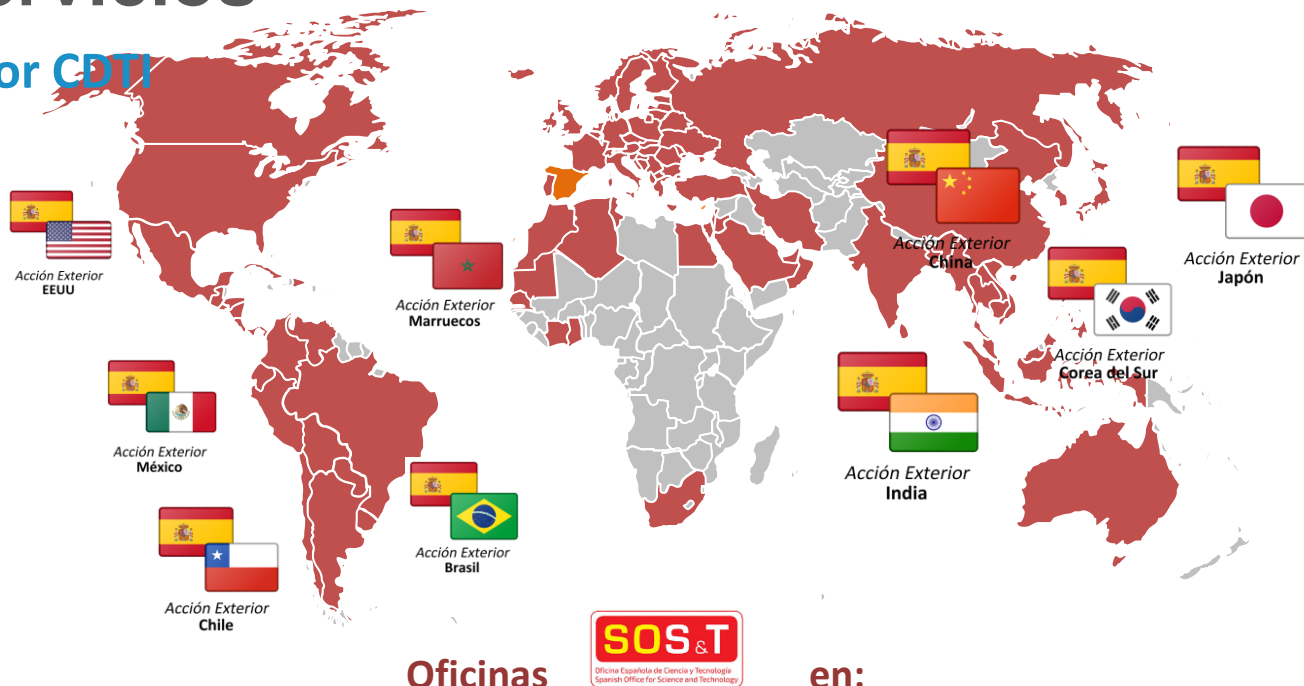 or CDTI
Acción Exterior
EEUU
Acción Exterior
Marruecos
Acción Exterior
China
Acción Exterior
Japón
Acción Exterior
Corea del Sur
Acción Exterior
México
Acción Exterior
India
Acción Exterior
Brasil
Acción Exterior
Chile
SOS&T
Oficina Española de Ciencia y Tecnología
Spanish Office for Science and Technology
Oficinas en: